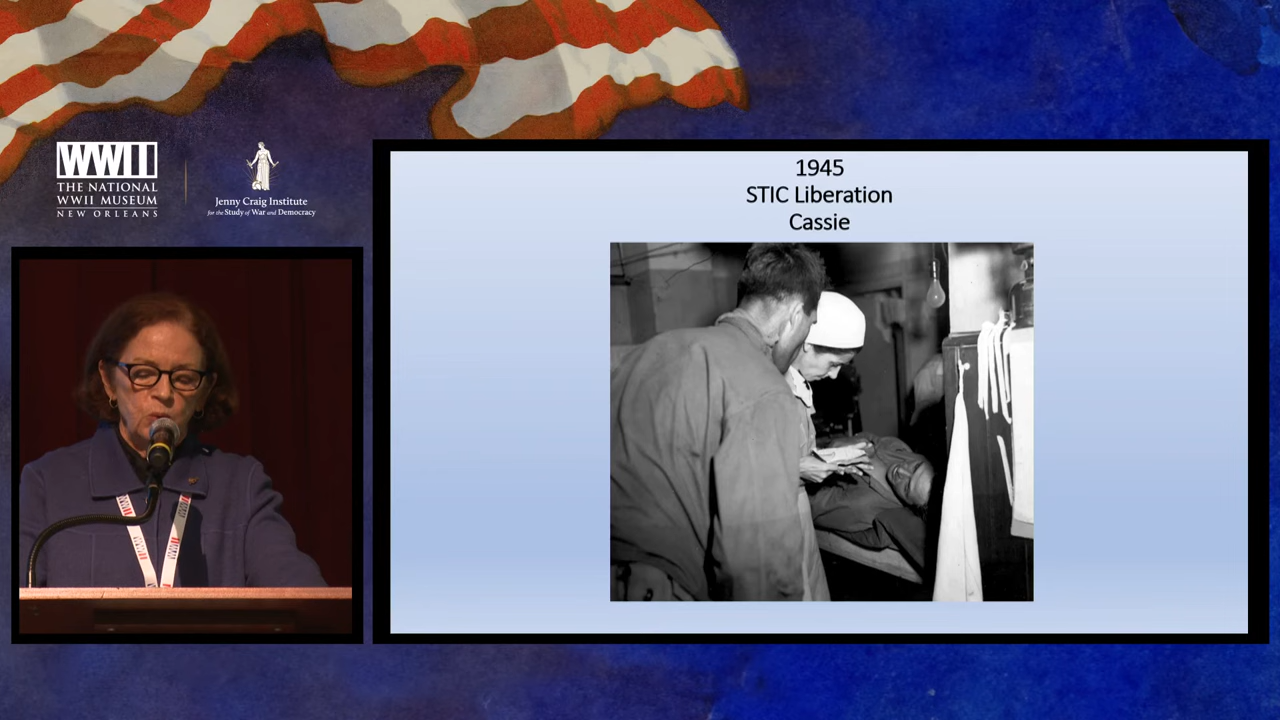 WWII
THE NATIONAL
WWII MUSEUM
NEW ORLEANS
Jenny Craig Institute
for the Study of War and Democracy
1945
STIC Liberation
Cassie